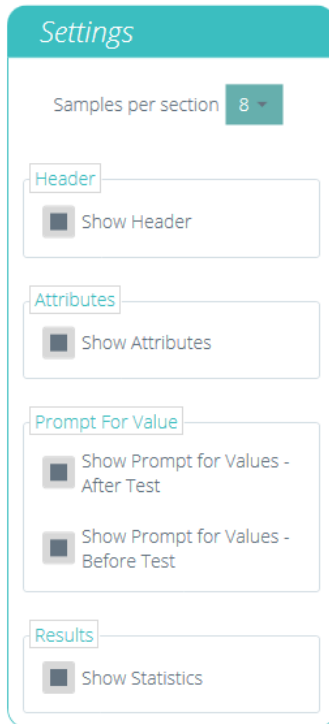 Settings
Samples per section 8
Header
Show Header
Attributes
Show Attributes
Prompt For Value
Show Prompt for Values -
After Test
Show Prompt for Values -
Before Test
Results
Show Statistics